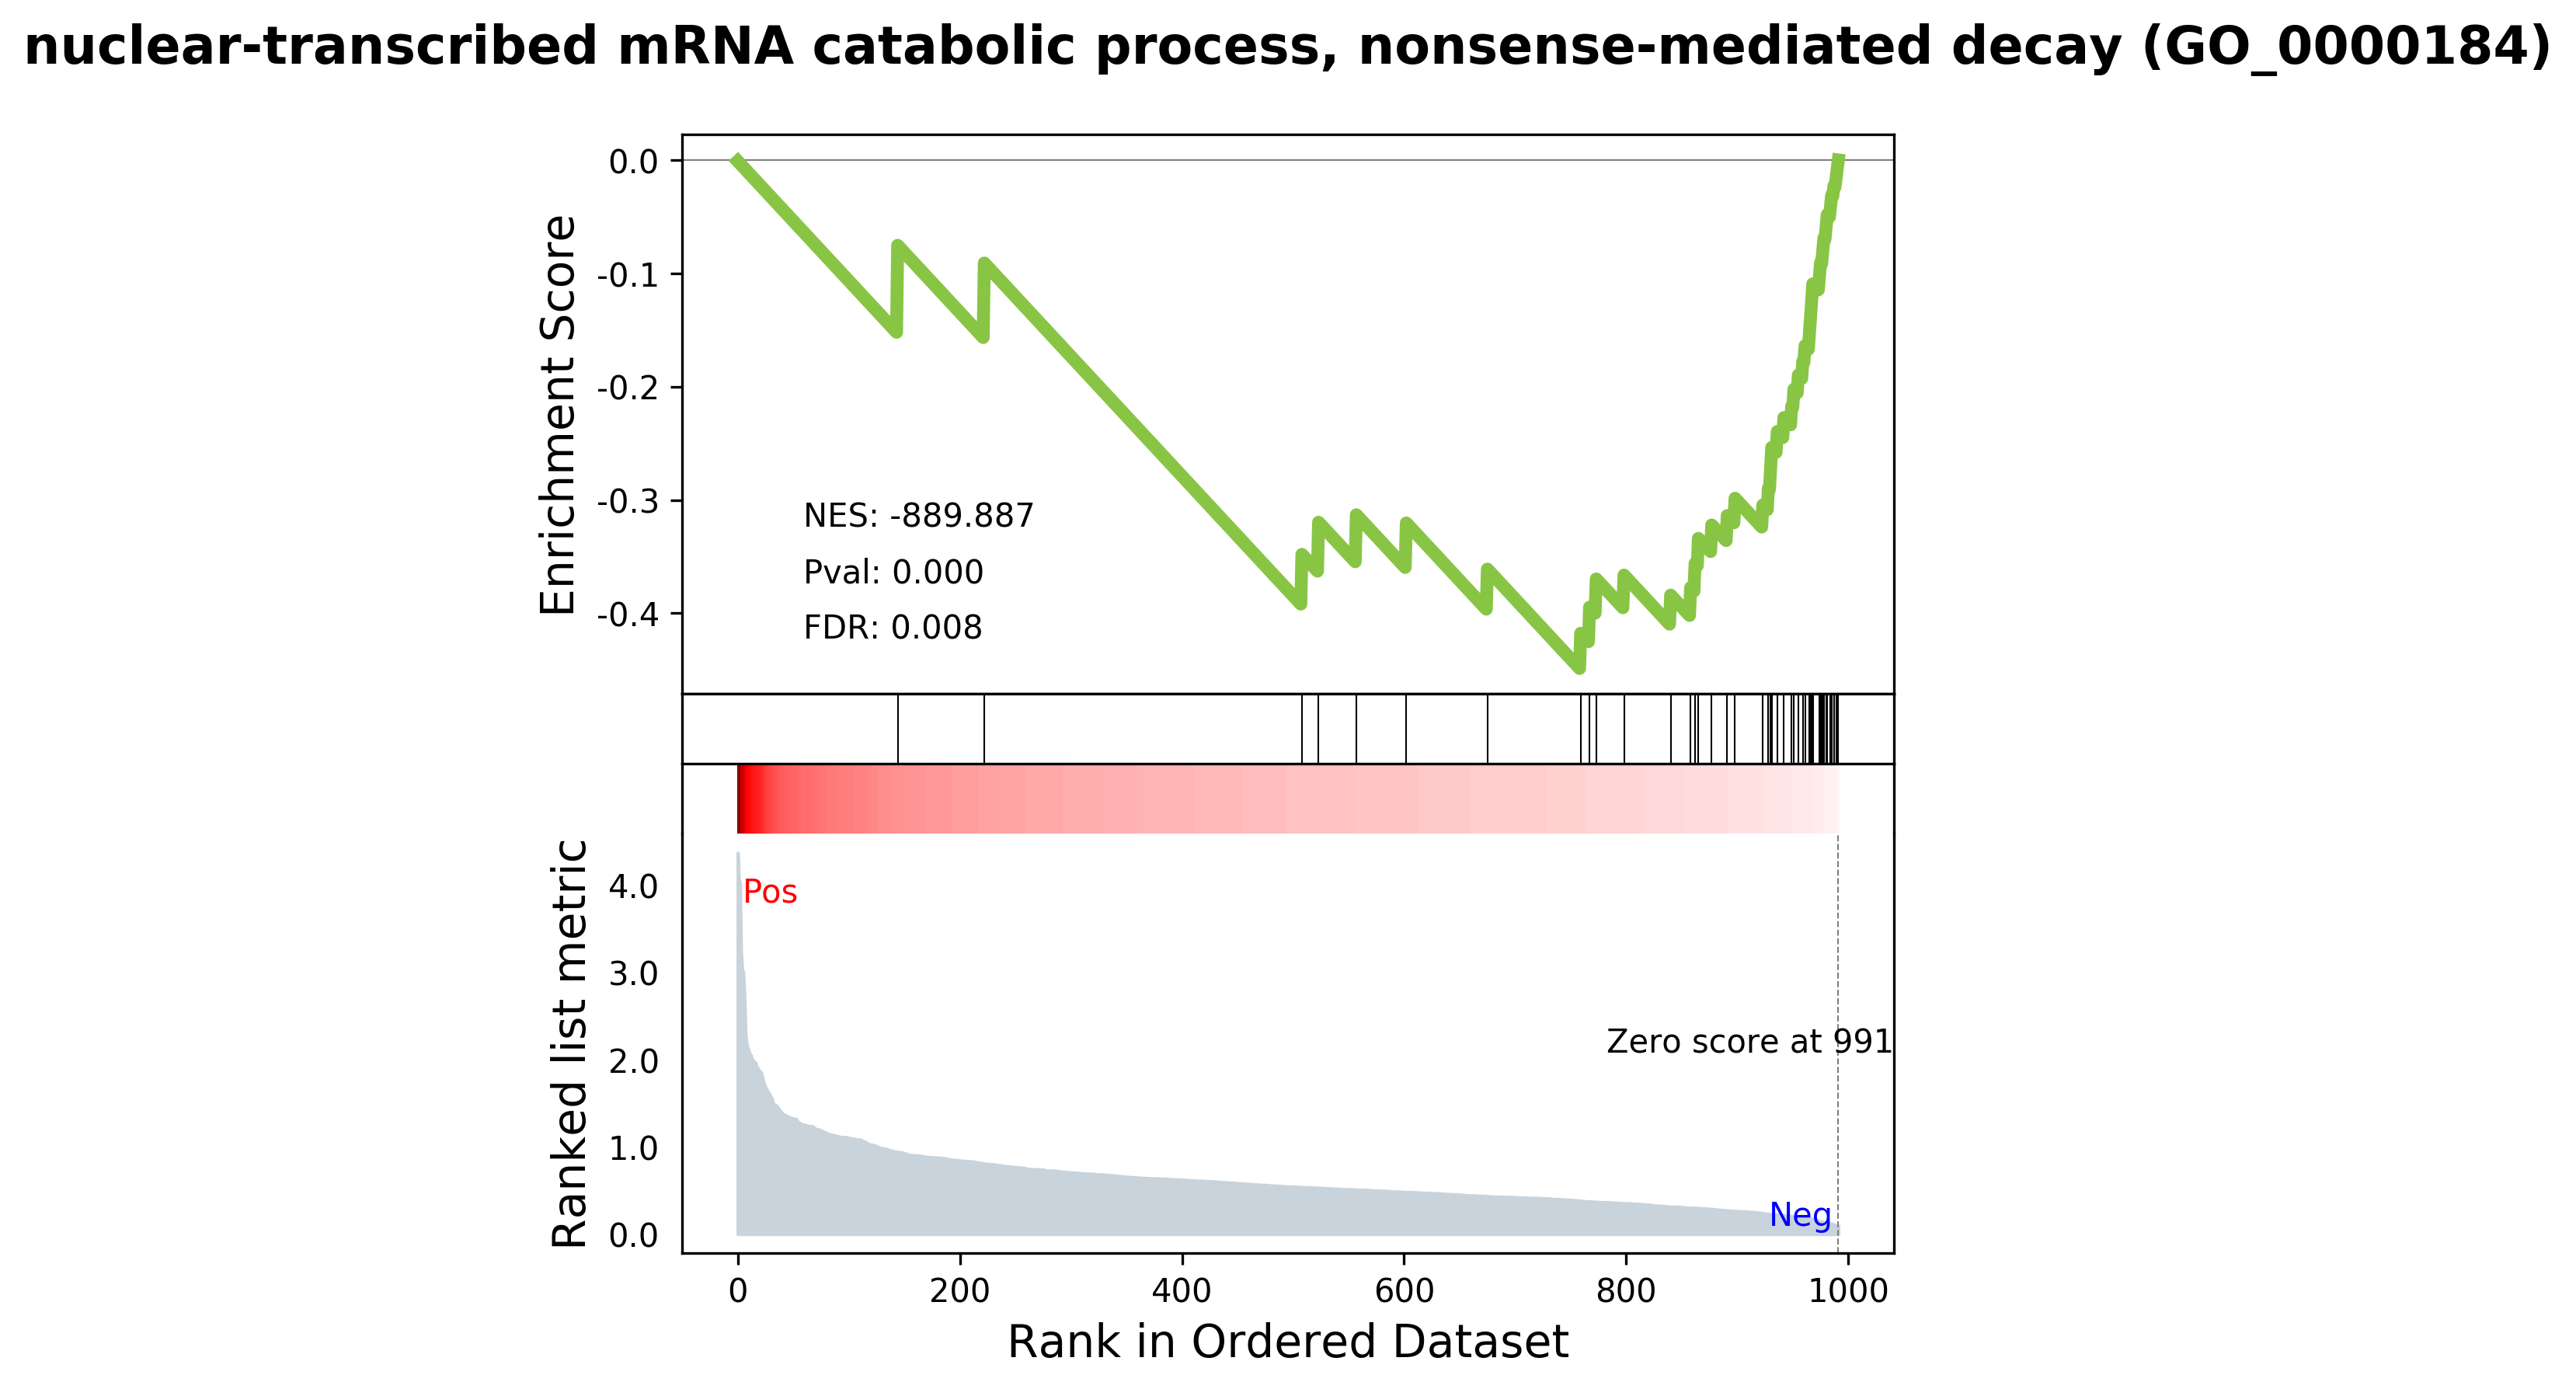 nuclear-transcribed mRNA catabolic process, nonsense-mediated decay (GO_0000184)
Enrichment Score
0.0
-0.1
-0.2
-0.3
-0.4
NES: -889.887
Pval: 0.000
FDR: 0.008
Ranked list metric
4.0
3.0
2.0
1.0
0.0
Pos
Zero score at 991
Neg
0 200 400 600 800 1000
Rank in Ordered Dataset